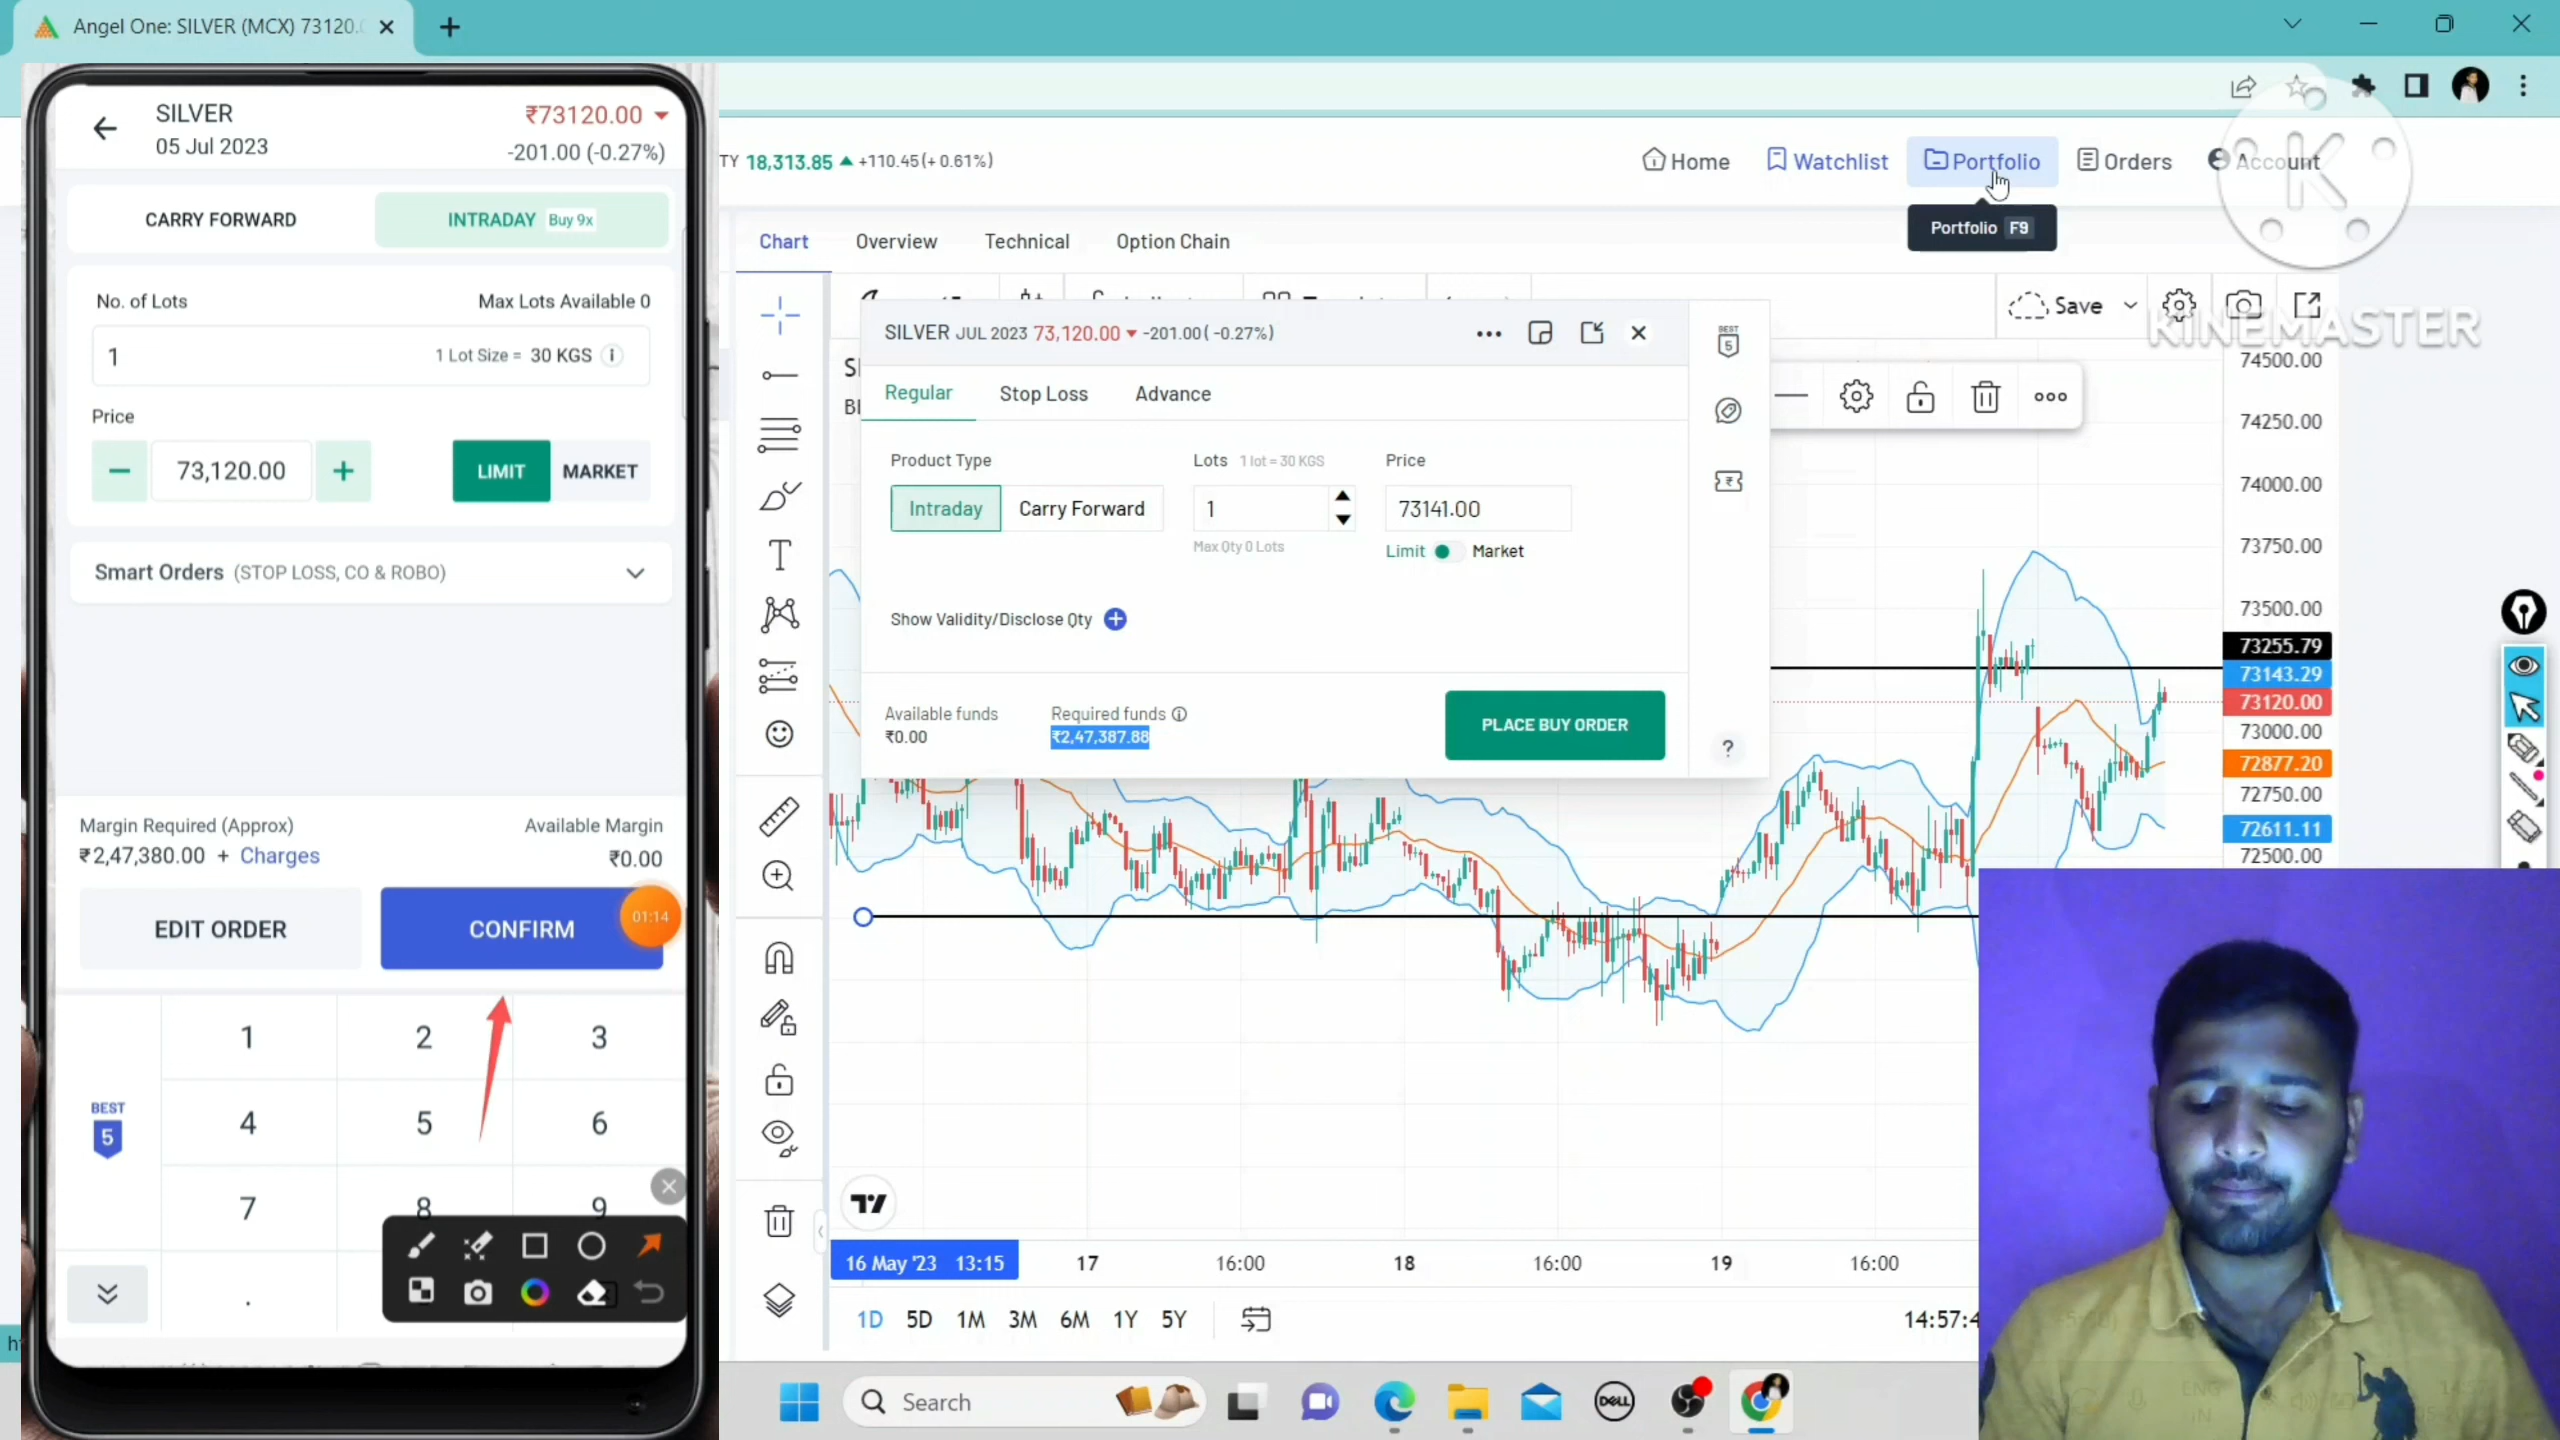 Angel One: SILVER (MCX) 73120.
SILVER
05 Jul 2023
₹73120.00
-201.00 (-0.27%)
CARRY FORWARD
INTRADAY Buy 9x
No. of Lots
Max Lots Available 0
1
1 Lot Size = 30 KGS
Price
73,120.00
LIMIT
MARKET
Smart Orders (STOP LOSS, CO & ROBO)
Margin Required (Approx)
₹2,47,380.00 + Charges
Available Margin
₹0.00
EDIT ORDER
CONFIRM
01:14
1
2
3
BEST
5
4
5
6
7
8
9
.
TY 18,313.85 +110.45(+ 0.61%)
Home
Watchlist
Portfolio
Orders
Account
Portfolio F9
K
KINEMASTER
Chart
Overview
Technical
Option Chain
Save
SILVER JUL 2023 73,120.00 -201.00( -0.27%)
BEST
5
Regular
Stop Loss
Advance
Product Type
Intraday
Carry Forward
Lots 1 lot = 30 KGS
1
Max Qty 0 Lots
Price
73141.00
Limit
Market
Show Validity/Disclose Qty
Available funds
₹0.00
Required funds
₹2,47,387.88
PLACE BUY ORDER
?
74500.00
74250.00
74000.00
73750.00
73500.00
73255.79
73143.29
73120.00
73000.00
72877.20
72750.00
72611.11
72500.00
16 May '23 13:15
17
16:00
18
16:00
19
16:00
1D
5D
1M
3M
6M
1Y
5Y
14:57:4
Search
DELL